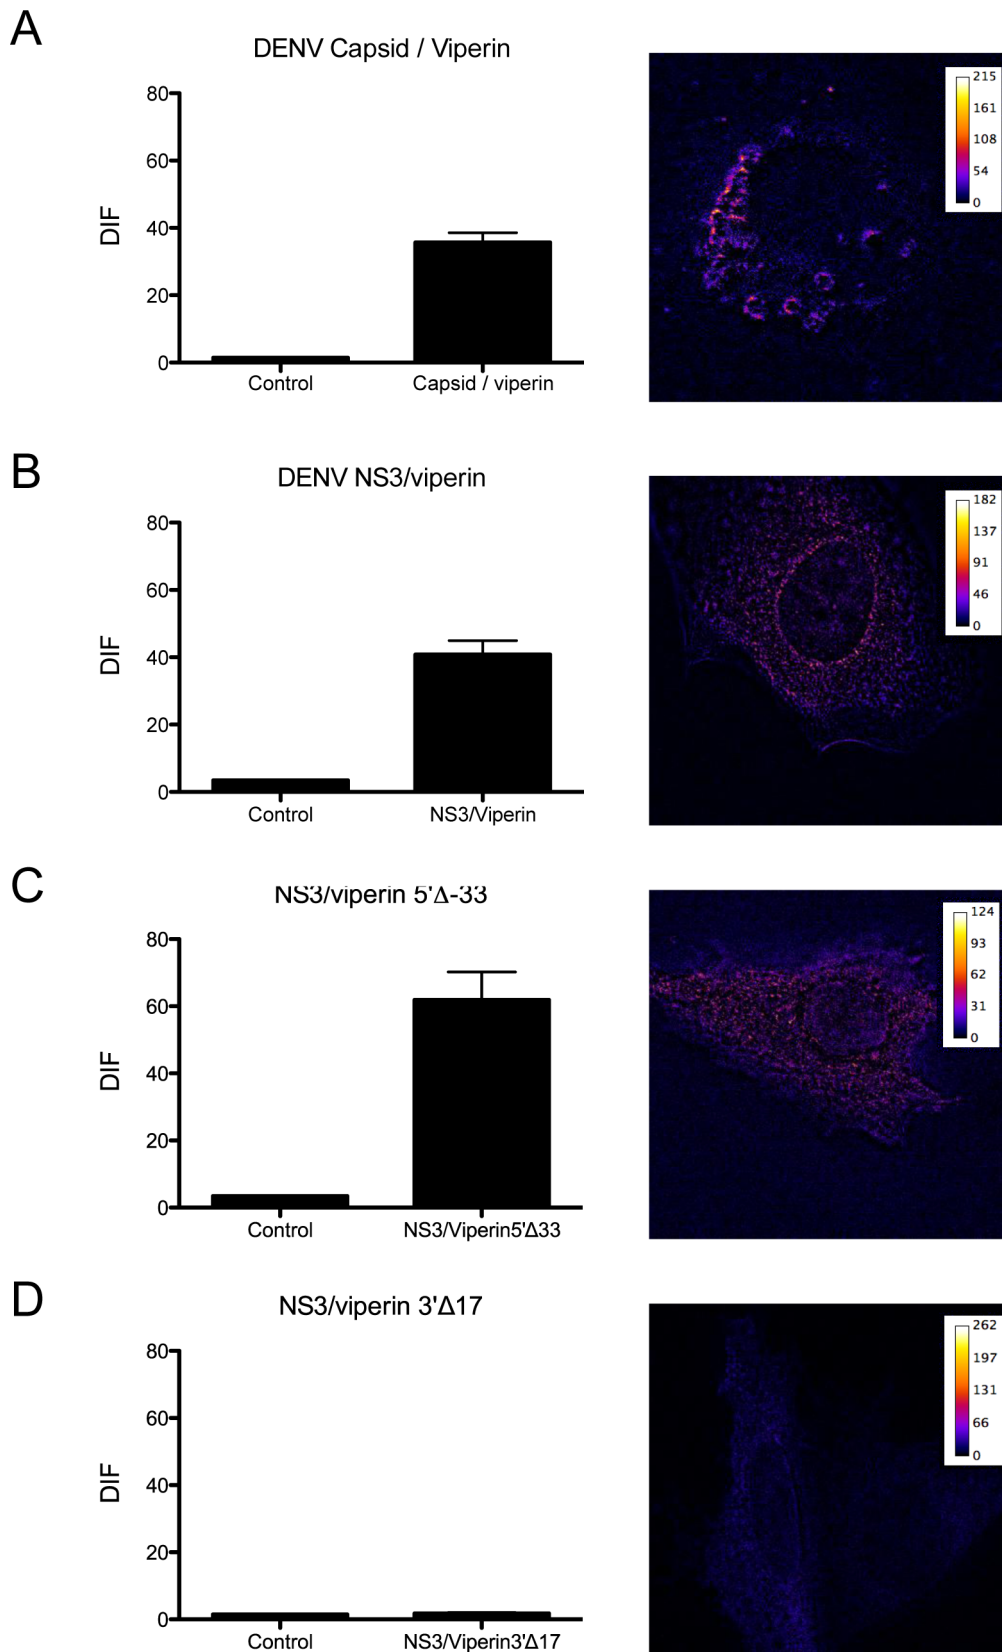 A
DENV Capsid / Viperin
80
60
40
20
0
DIF
Control
Capsid / viperin
215
161
108
54
0
B
DENV NS3/viperin
80
60
40
20
0
DIF
Control
NS3/Viperin
182
137
91
46
0
C
NS3/viperin 5'Δ-33
80
60
40
20
0
DIF
Control
NS3/Viperin5'Δ33
124
93
62
31
0
D
NS3/viperin 3'Δ17
80
60
40
20
0
DIF
Control
NS3/Viperin3'Δ17
262
197
131
66
0